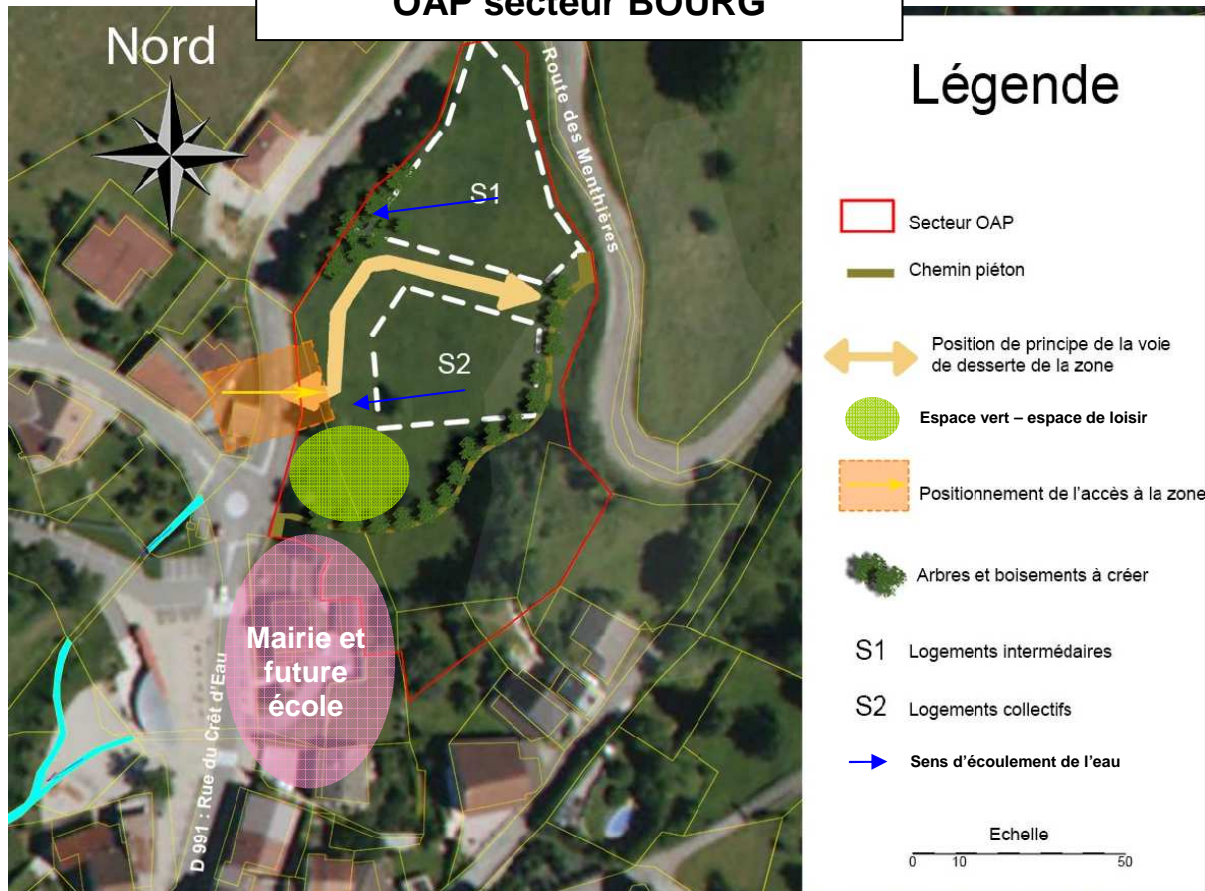 OAP secteur BOURG
Nord
Route des Menthières
S1
S2
Mairie et
future
école
D 991 : Rue du Crêt d'Eau
Légende
Secteur OAP
Chemin piéton
Position de principe de la voie
de desserte de la zone
Espace vert – espace de loisir
Positionnement de l'accès à la zone
Arbres et boisements à créer
S1 Logements intermédaires
S2 Logements collectifs
Sens d'écoulement de l'eau
Echelle
0 10 50